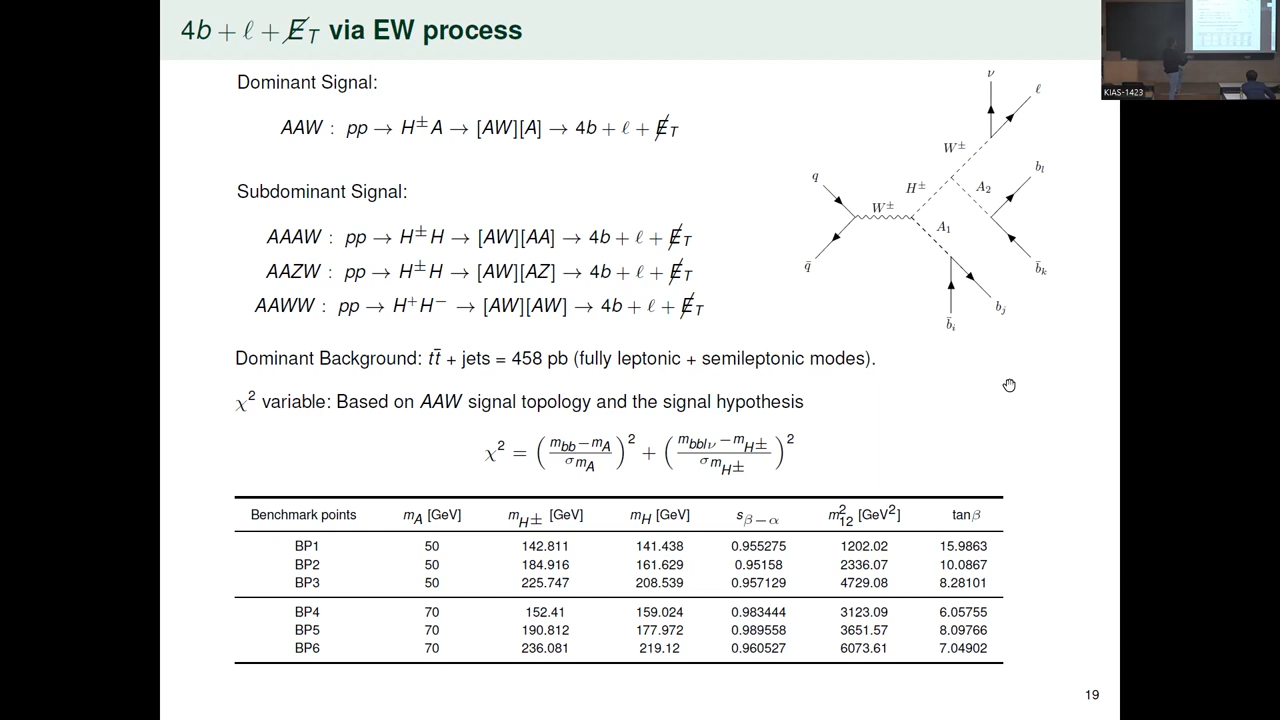 4b + ℓ + E̸_T via EW process
Dominant Signal:
AAW : pp → H^± A → [AW][A] → 4b + ℓ + E̸_T
Subdominant Signal:
AAAW : pp → H^± H → [AW][AA] → 4b + ℓ + E̸_T
AAZW : pp → H^± H → [AW][AZ] → 4b + ℓ + E̸_T
AAWW : pp → H^+ H^- → [AW][AW] → 4b + ℓ + E̸_T
ν
ℓ
W^±
b_l
H^±
A_2
q
W^±
A_1
q̄
b̄_k
b_j
b̄_i
KIAS-1423
Dominant Background: tt̄ + jets = 458 pb (fully leptonic + semileptonic modes).
χ² variable: Based on AAW signal topology and the signal hypothesis
χ² = ((m_bb − m_A)/σ_{m_A})² + ((m_bblν − m_{H^±})/σ_{m_{H^±}})²
Benchmark points m_A [GeV] m_{H^±} [GeV] m_H [GeV] s_{β−α} m²_12 [GeV²] tanβ
BP1 50 142.811 141.438 0.955275 1202.02 15.9863
BP2 50 184.916 161.629 0.95158 2336.07 10.0867
BP3 50 225.747 208.539 0.957129 4729.08 8.28101
BP4 70 152.41 159.024 0.983444 3123.09 6.05755
BP5 70 190.812 177.972 0.989558 3651.57 8.09766
BP6 70 236.081 219.12 0.960527 6073.61 7.04902
19